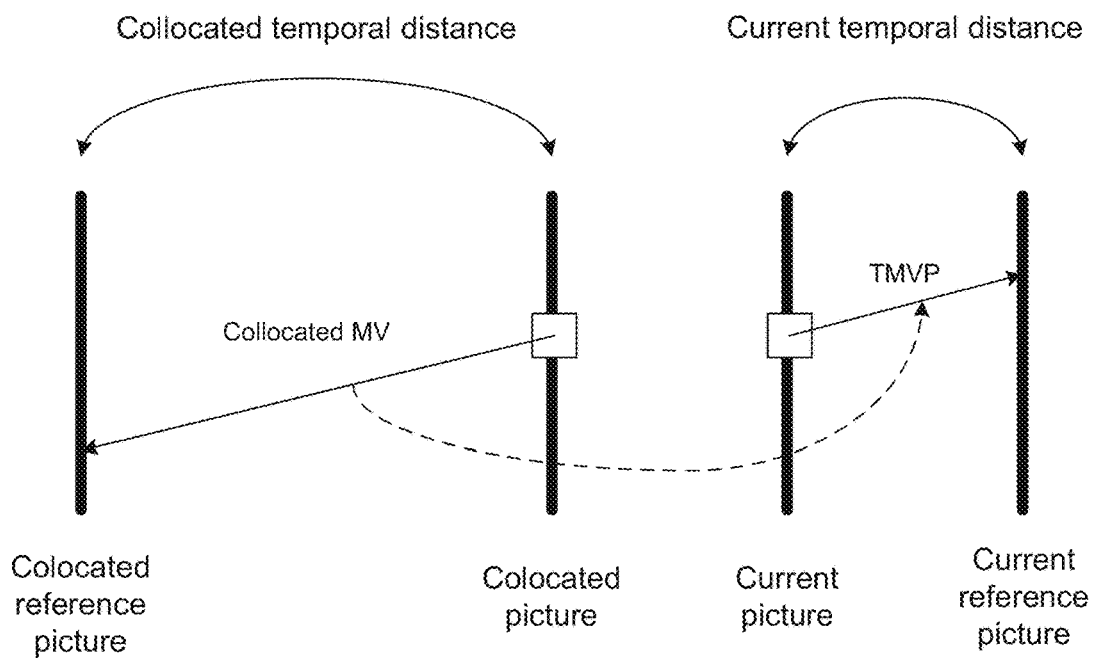 Collocated temporal distance
Current temporal distance
TMVP
Collocated MV
Colocated
reference
picture
Colocated
picture
Current
picture
Current
reference
picture